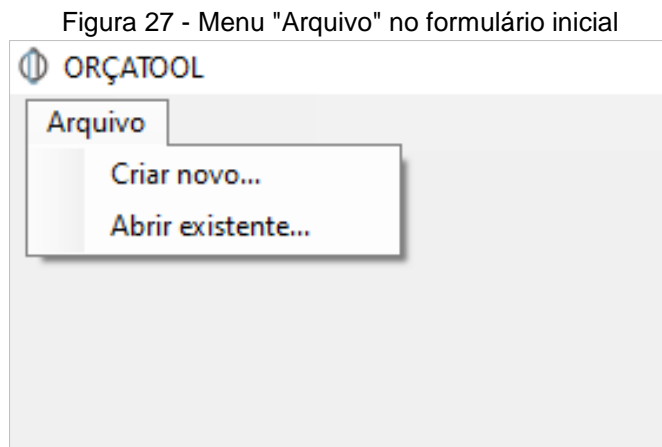 Figura 27 - Menu "Arquivo" no formulário inicial
ORÇATOOL
Arquivo
Criar novo...
Abrir existente...